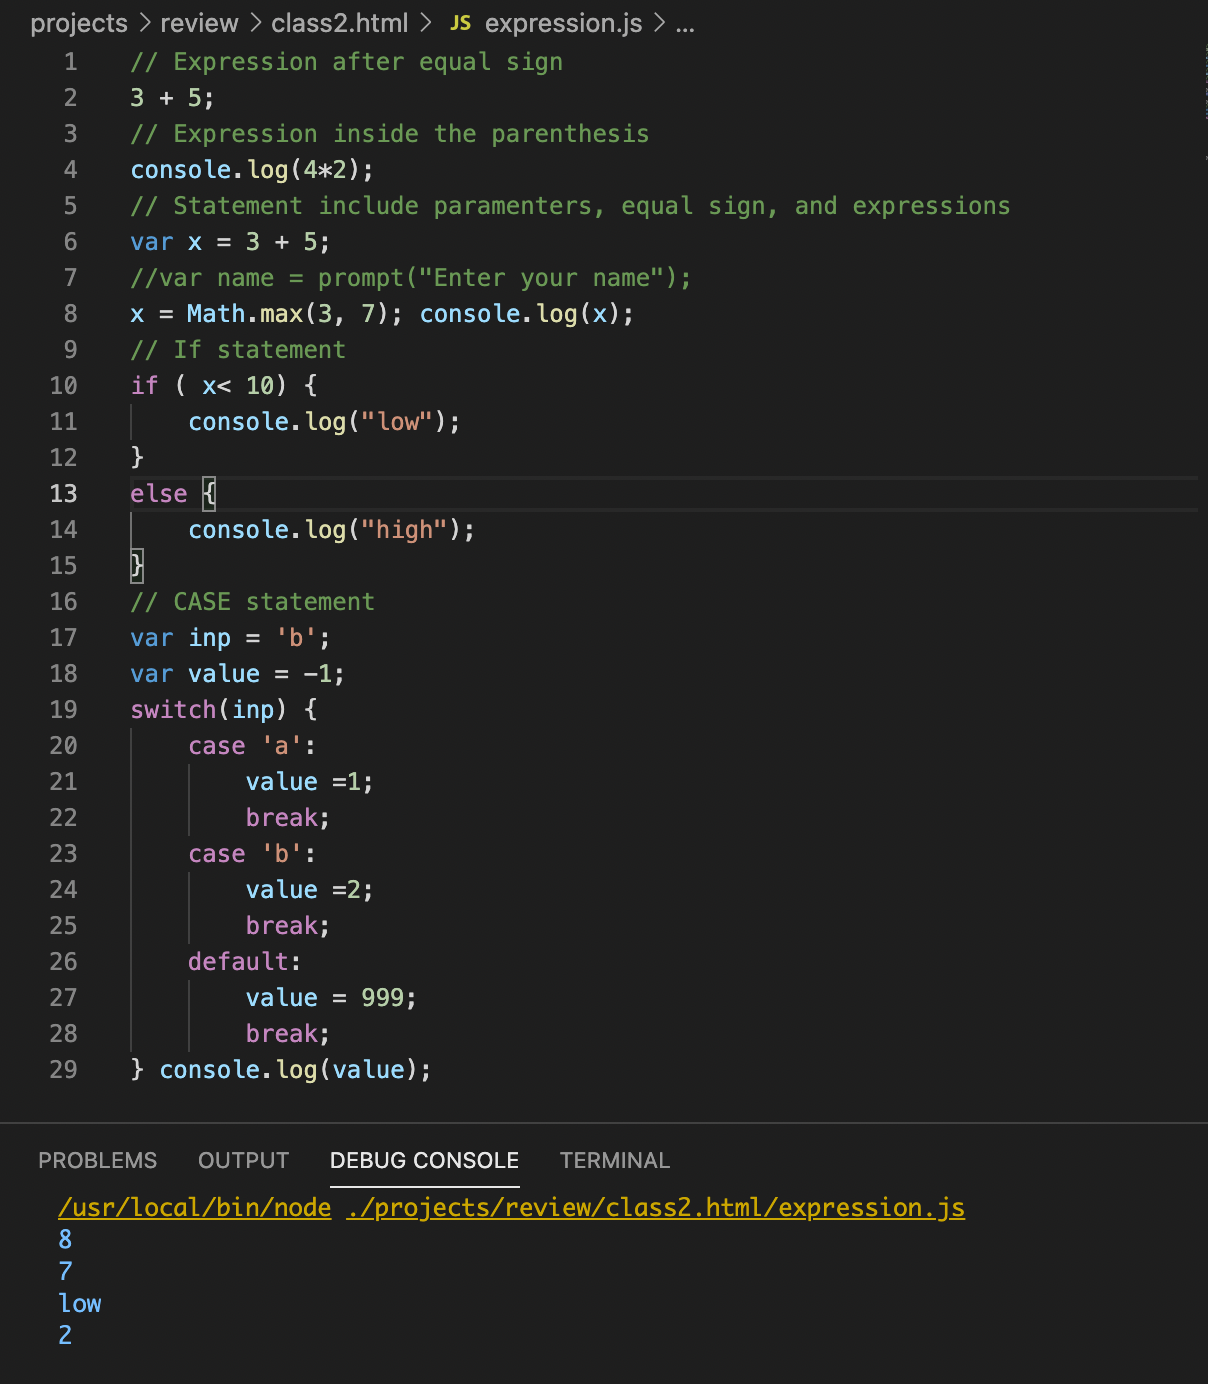 projects > review > class2.html > JS expression.js > ...
1 // Expression after equal sign
2 3 + 5;
3 // Expression inside the parenthesis
4 console.log(4*2);
5 // Statement include paramenters, equal sign, and expressions
6 var x = 3 + 5;
7 //var name = prompt("Enter your name");
8 x = Math.max(3, 7); console.log(x);
9 // If statement
10 if ( x< 10) {
11     console.log("low");
12 }
13 else {
14     console.log("high");
15 }
16 // CASE statement
17 var inp = 'b';
18 var value = -1;
19 switch(inp) {
20     case 'a':
21         value =1;
22         break;
23     case 'b':
24         value =2;
25         break;
26     default:
27         value = 999;
28         break;
29 } console.log(value);
PROBLEMS OUTPUT DEBUG CONSOLE TERMINAL
/usr/local/bin/node ./projects/review/class2.html/expression.js
8
7
low
2